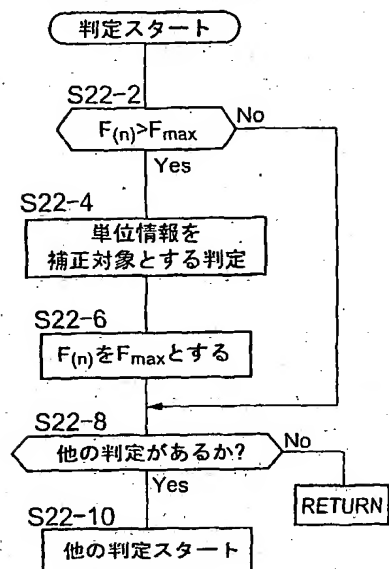 判定スタート
S22-2
F(n)>Fmax
No
Yes
S22-4
単位情報を
補正対象とする判定
S22-6
F(n)をFmaxとする
S22-8
他の判定があるか?
No
Yes
RETURN
S22-10
他の判定スタート